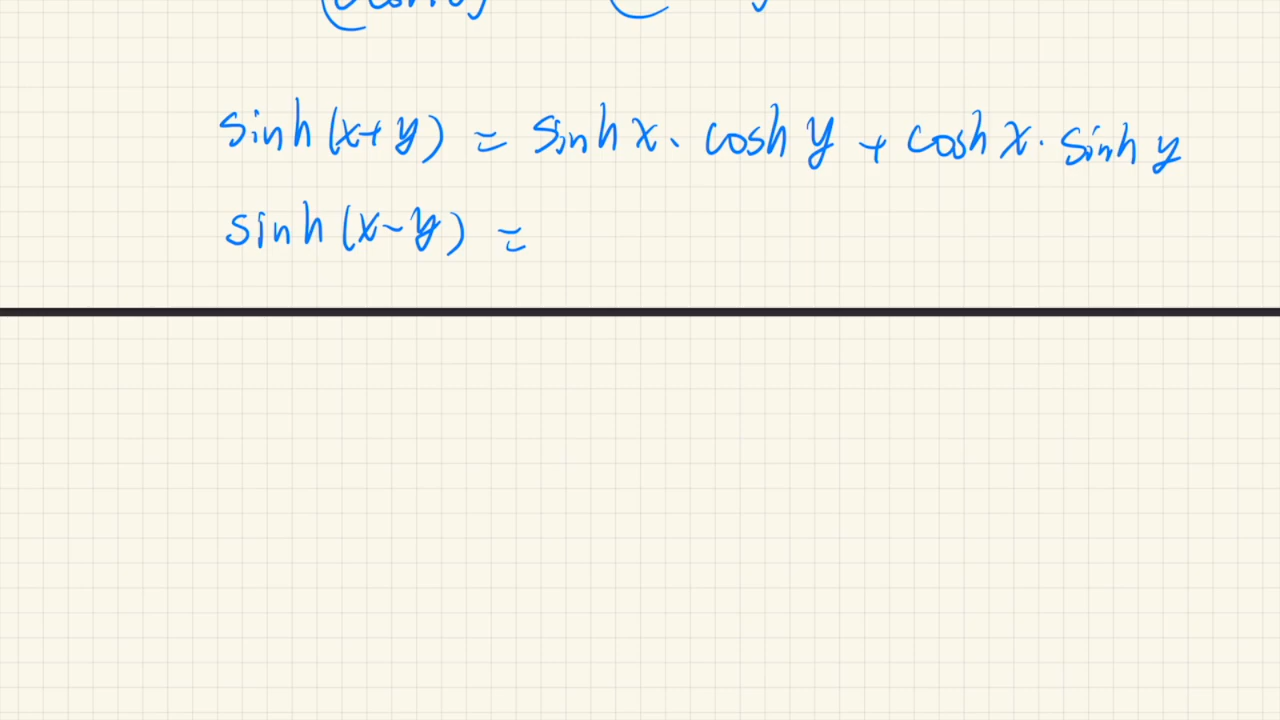 sinh(x+y) = sinh x · cosh y + cosh x · sinh y
sinh(x-y) =